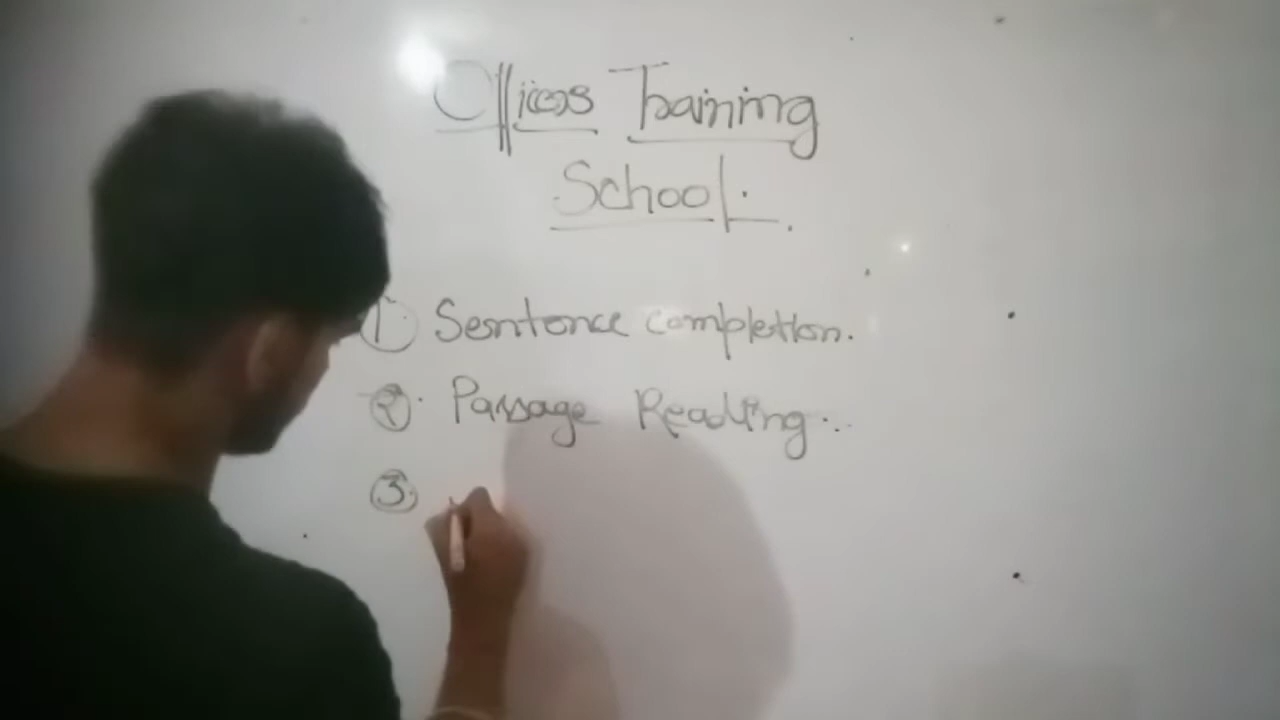 Officers Training
School.
① Sentence completion.
②. Passage Reading..
③.